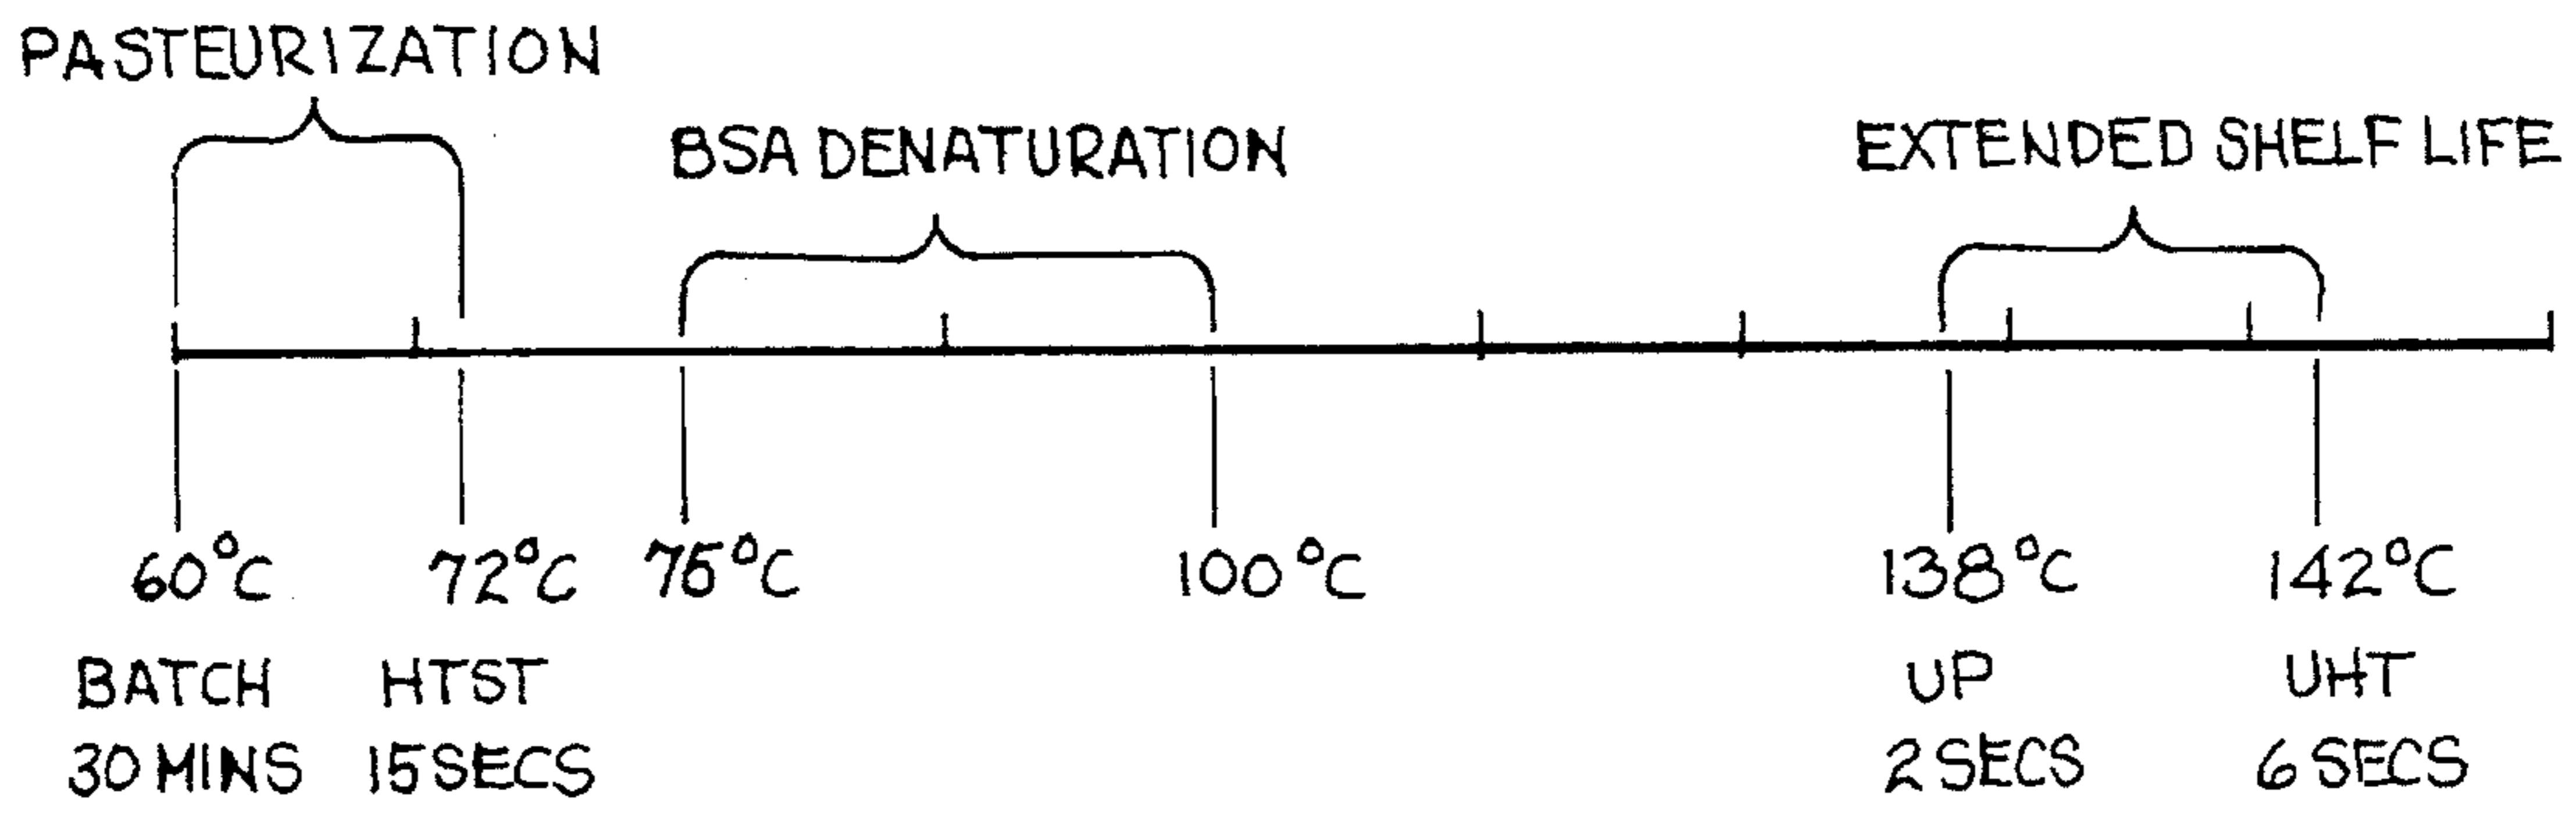 PASTEURIZATION
BSA DENATURATION
EXTENDED SHELF LIFE
60°C 72°C 75°C 100°C 138°C 142°C
BATCH HTST UP UHT
30 MINS 15 SECS 2 SECS 6 SECS